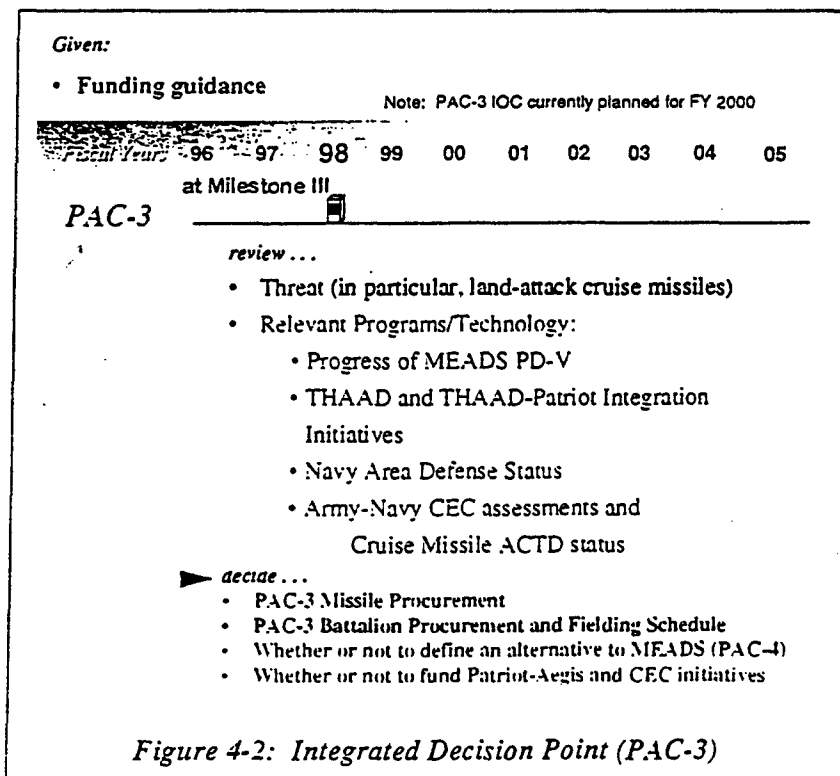 Given:
• Funding guidance
Note: PAC-3 IOC currently planned for FY 2000
Fiscal Years 96 97 98 99 00 01 02 03 04 05
at Milestone III
PAC-3
review ...
• Threat (in particular, land-attack cruise missiles)
• Relevant Programs/Technology:
• Progress of MEADS PD-V
• THAAD and THAAD-Patriot Integration
Initiatives
• Navy Area Defense Status
• Army-Navy CEC assessments and
Cruise Missile ACTD status
decide ...
• PAC-3 Missile Procurement
• PAC-3 Battalion Procurement and Fielding Schedule
• Whether or not to define an alternative to MEADS (PAC-4)
• Whether or not to fund Patriot-Aegis and CEC initiatives
Figure 4-2: Integrated Decision Point (PAC-3)